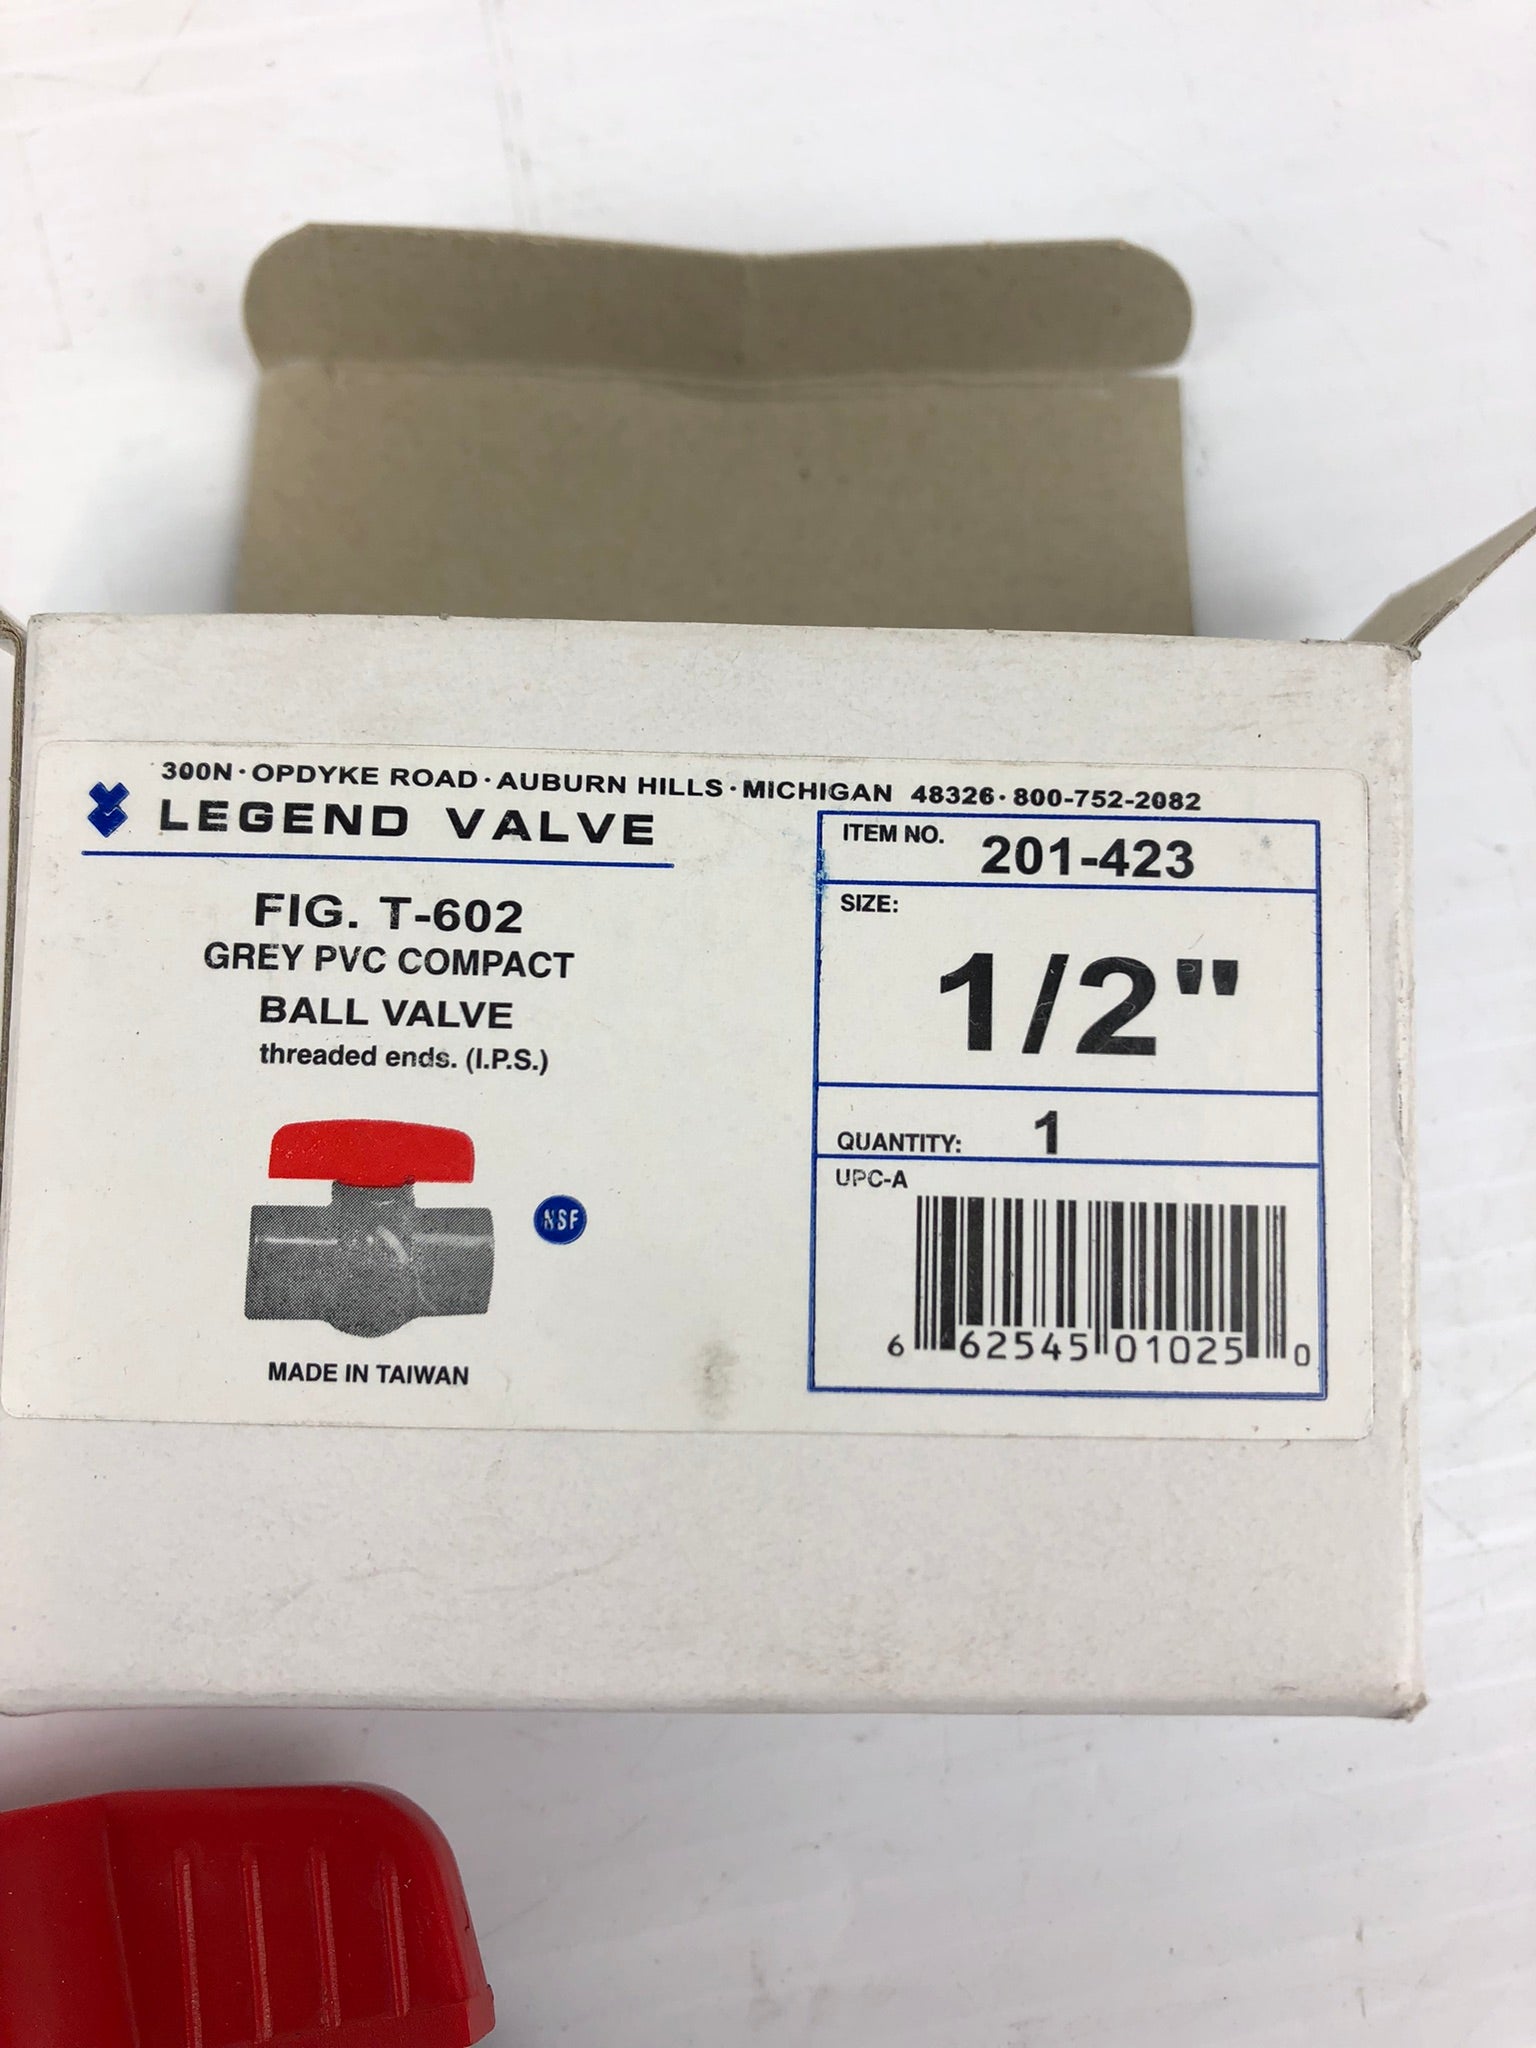 300N · OPDYKE ROAD · AUBURN HILLS · MICHIGAN 48326 · 800-752-2082
LEGEND VALVE
FIG. T-602
GREY PVC COMPACT
BALL VALVE
threaded ends. (I.P.S.)
NSF
MADE IN TAIWAN
ITEM NO. 201-423
SIZE:
1/2"
QUANTITY: 1
UPC-A
6 62545 01025 0